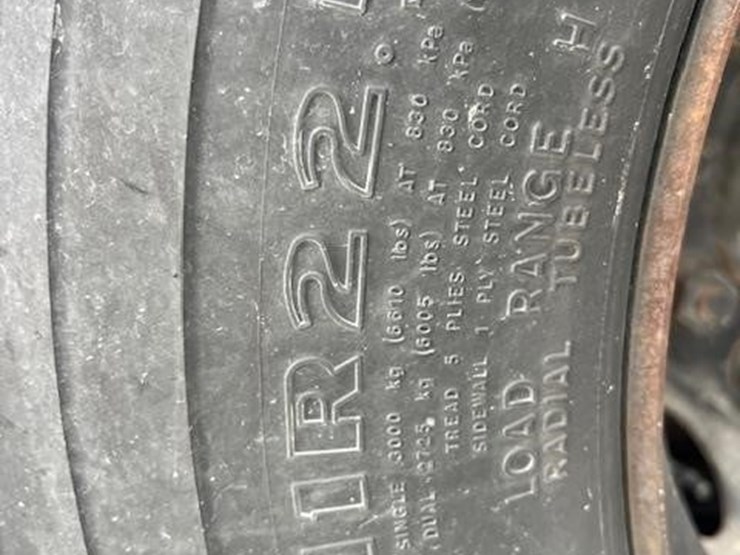 11R22.
SINGLE 3000 kg (6610 lbs) AT 830 kPa
DUAL 2725 kg (6005 lbs) AT 830 kPa (
TREAD 5 PLIES STEEL CORD
SIDEWALL 1 PLY STEEL CORD
LOAD RANGE H
RADIAL TUBELESS